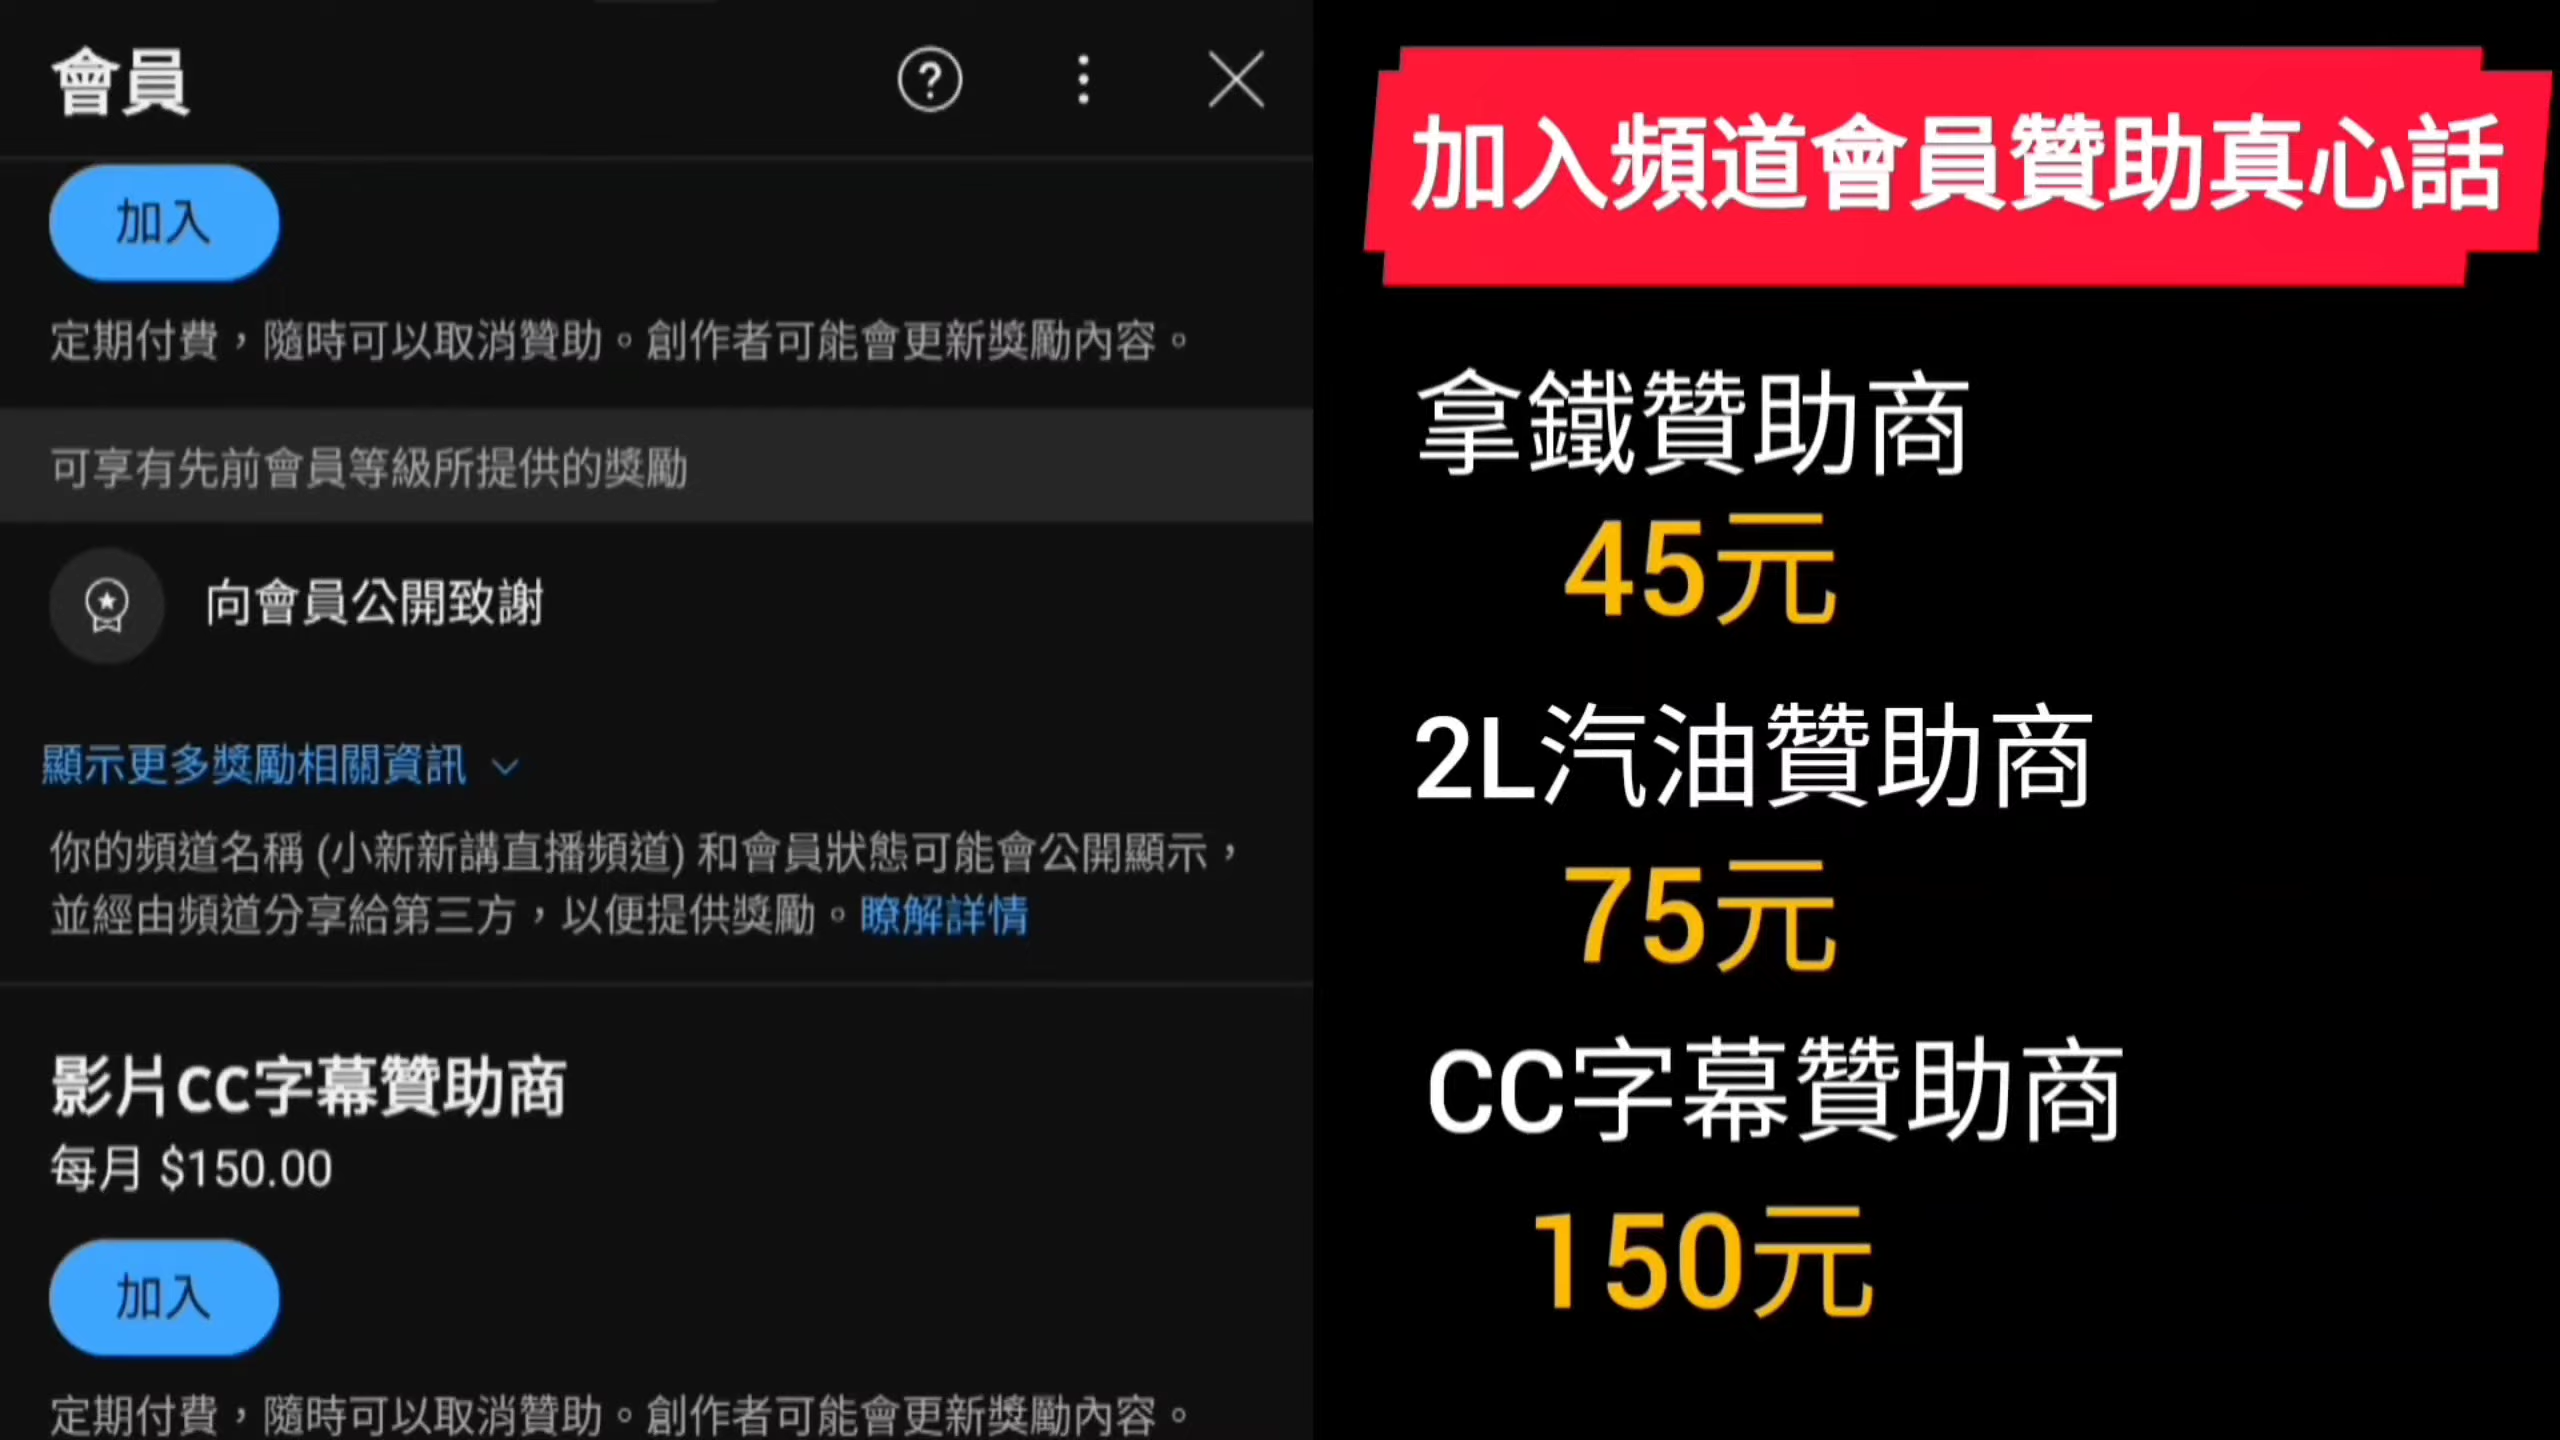 會員
加入
定期付費，隨時可以取消贊助。創作者可能會更新獎勵內容。
可享有先前會員等級所提供的獎勵
向會員公開致謝
顯示更多獎勵相關資訊
你的頻道名稱 (小新新講直播頻道) 和會員狀態可能會公開顯示，
並經由頻道分享給第三方，以便提供獎勵。瞭解詳情
影片CC字幕贊助商
每月 $150.00
加入
定期付費，隨時可以取消贊助。創作者可能會更新獎勵內容。
加入頻道會員贊助真心話
拿鐵贊助商
45元
2L汽油贊助商
75元
CC字幕贊助商
150元